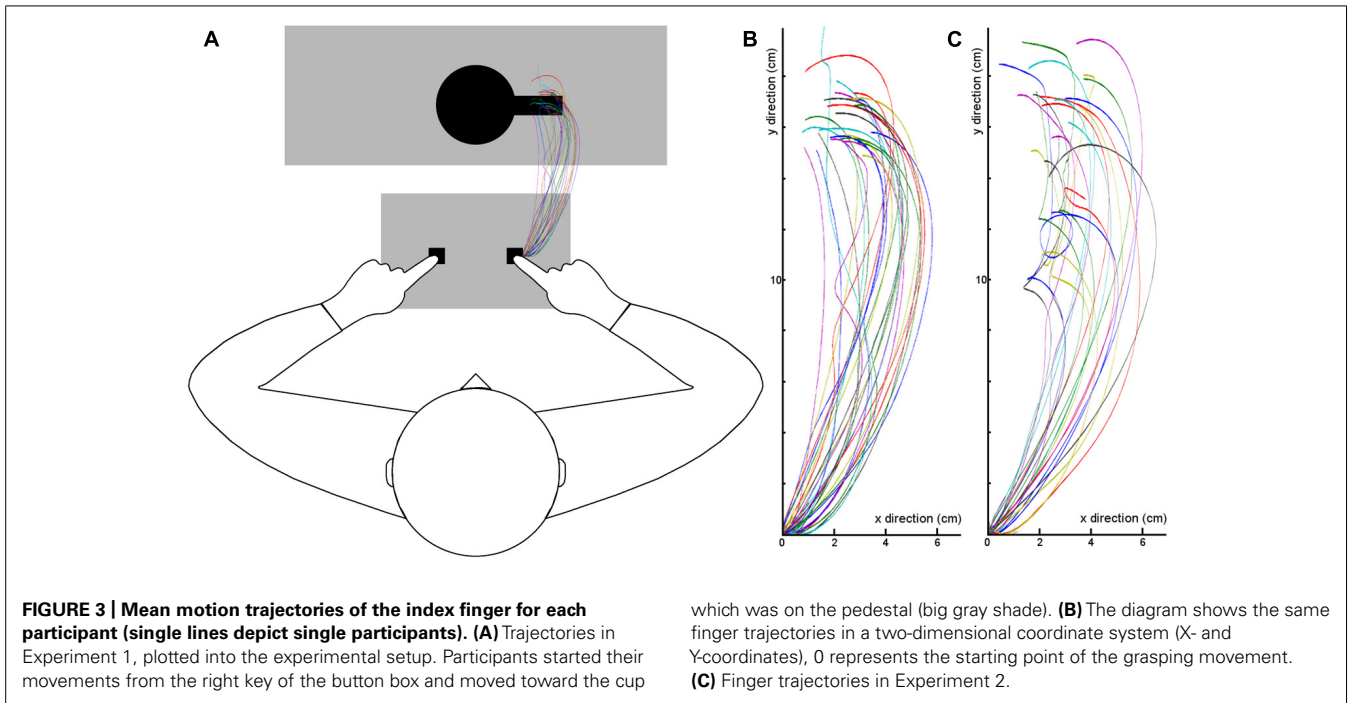 A
B
C
y direction (cm)
y direction (cm)
10
10
x direction (cm)
x direction (cm)
0 2 4 6
0 2 4 6
FIGURE 3 | Mean motion trajectories of the index finger for each
participant (single lines depict single participants). (A) Trajectories in
Experiment 1, plotted into the experimental setup. Participants started their
movements from the right key of the button box and moved toward the cup
which was on the pedestal (big gray shade). (B) The diagram shows the same
finger trajectories in a two-dimensional coordinate system (X- and
Y-coordinates), 0 represents the starting point of the grasping movement.
(C) Finger trajectories in Experiment 2.